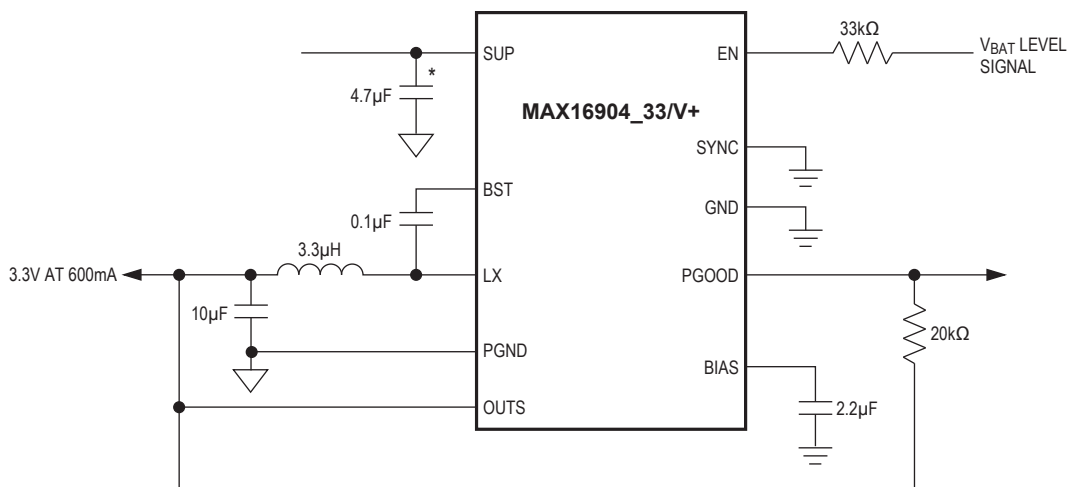 SUP
*
4.7µF
MAX16904_33/V+
EN
33kΩ
VBAT LEVEL
SIGNAL
SYNC
GND
BST
0.1µF
3.3µH
3.3V AT 600mA
LX
PGOOD
10µF
20kΩ
PGND
BIAS
OUTS
2.2µF